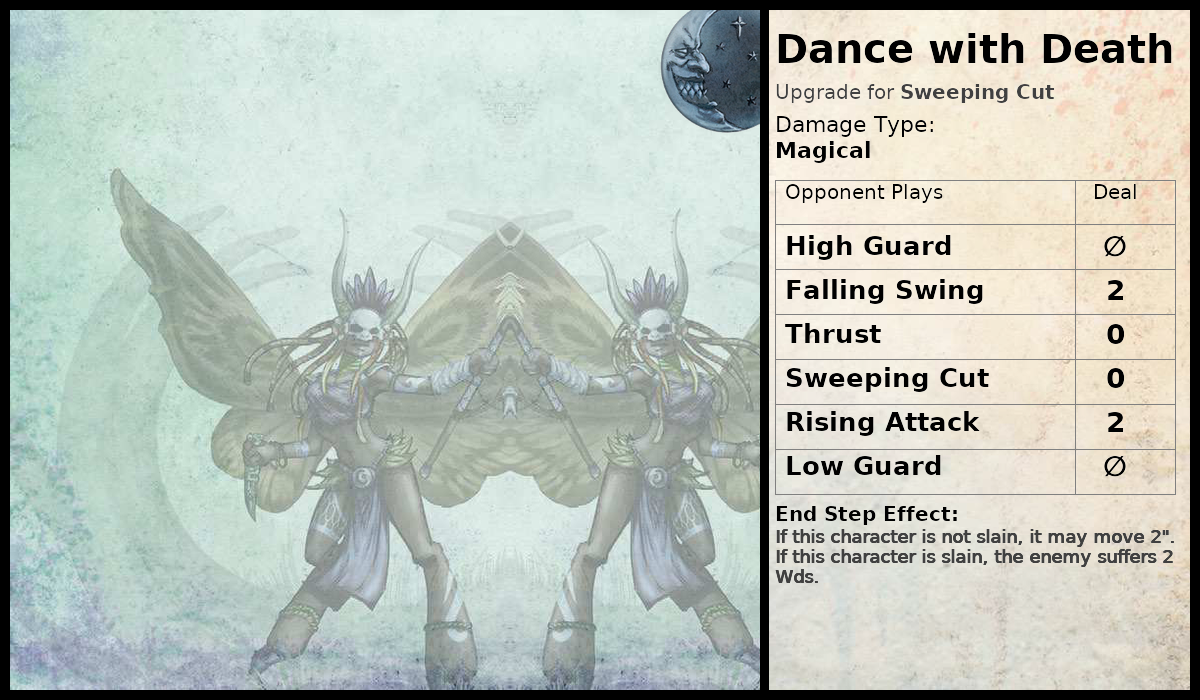 Dance with Death
Upgrade for Sweeping Cut
Damage Type:
Magical
Opponent Plays Deal
High Guard ∅
Falling Swing 2
Thrust 0
Sweeping Cut 0
Rising Attack 2
Low Guard ∅
End Step Effect:
If this character is not slain, it may move 2".
If this character is slain, the enemy suffers 2
Wds.